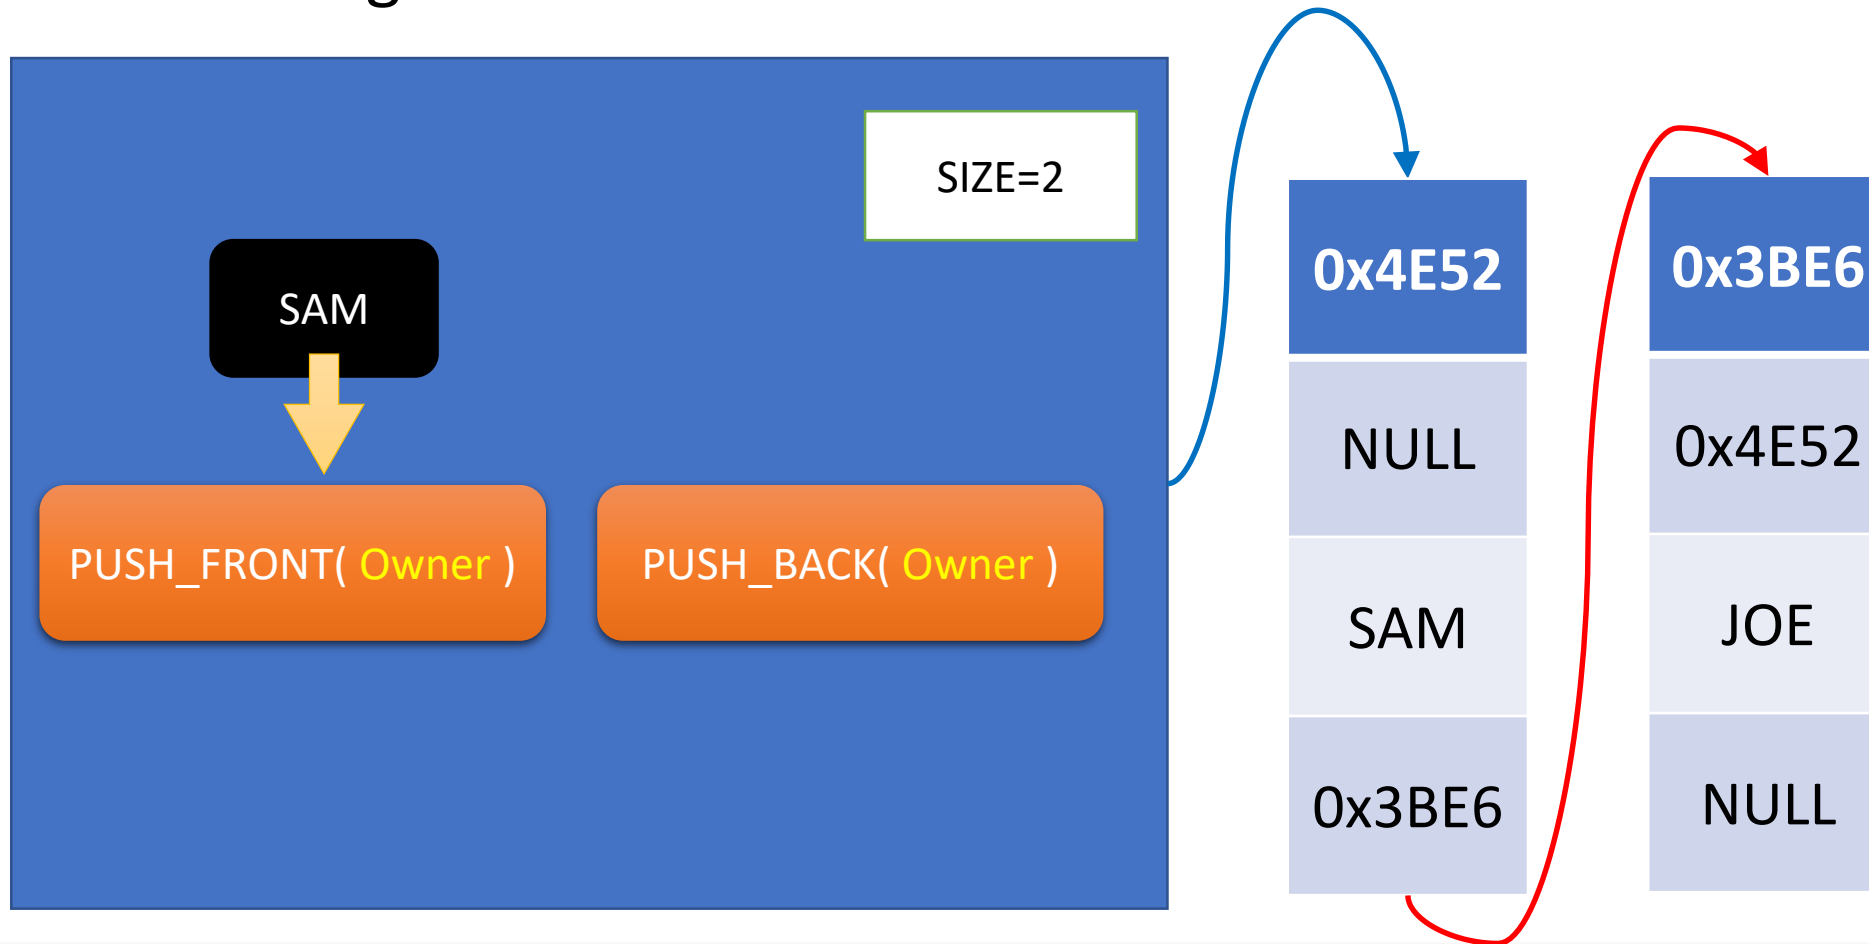 SIZE=2
SAM
PUSH_FRONT( Owner )
PUSH_BACK( Owner )
0x4E52
NULL
SAM
0x3BE6
0x3BE6
0x4E52
JOE
NULL